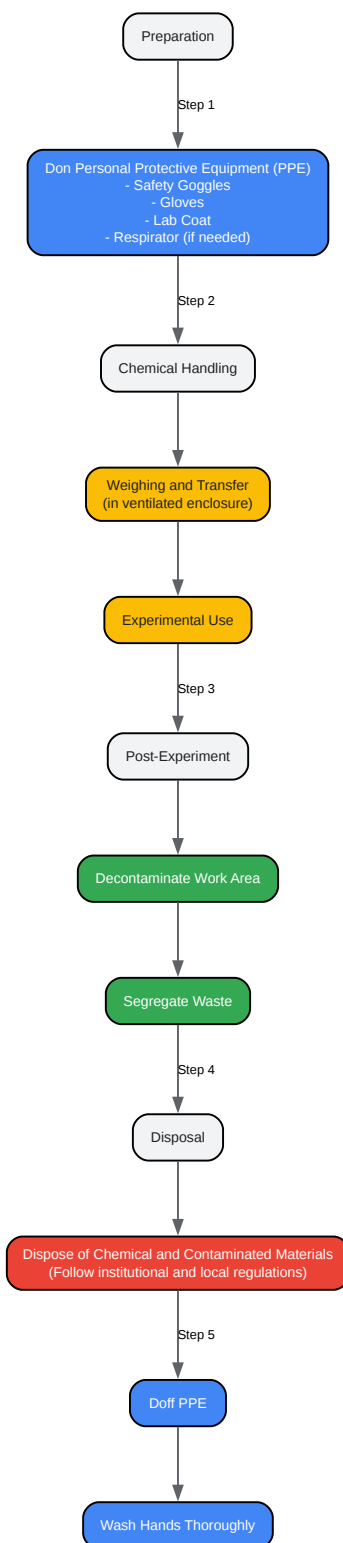 Preparation
Step 1
Don Personal Protective Equipment (PPE)
- Safety Goggles
- Gloves
- Lab Coat
- Respirator (if needed)
Step 2
Chemical Handling
Weighing and Transfer
(in ventilated enclosure)
Experimental Use
Step 3
Post-Experiment
Decontaminate Work Area
Segregate Waste
Step 4
Disposal
Dispose of Chemical and Contaminated Materials
(Follow institutional and local regulations)
Step 5
Doff PPE
Wash Hands Thoroughly